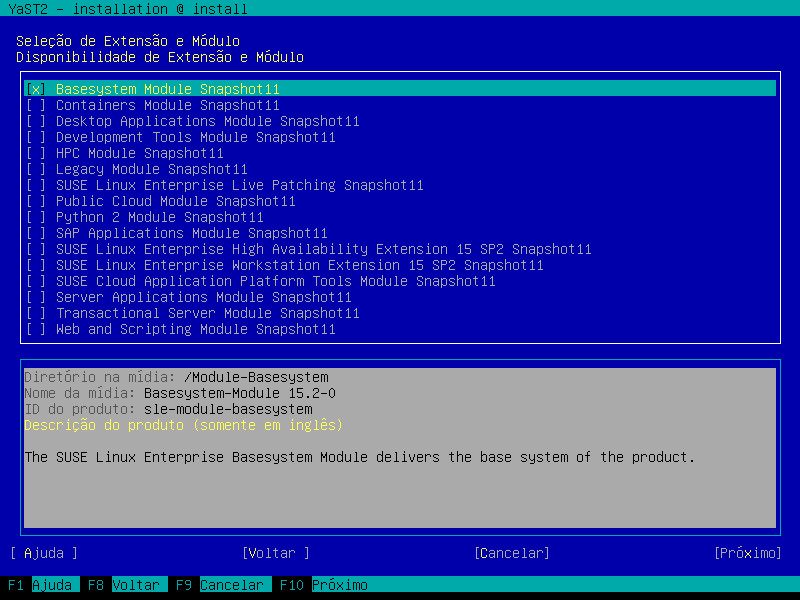 YaST2 - installation @ install
Seleção de Extensão e Módulo
Disponibilidade de Extensão e Módulo
[x] Basesystem Module Snapshot11
[ ] Containers Module Snapshot11
[ ] Desktop Applications Module Snapshot11
[ ] Development Tools Module Snapshot11
[ ] HPC Module Snapshot11
[ ] Legacy Module Snapshot11
[ ] SUSE Linux Enterprise Live Patching Snapshot11
[ ] Public Cloud Module Snapshot11
[ ] Python 2 Module Snapshot11
[ ] SAP Applications Module Snapshot11
[ ] SUSE Linux Enterprise High Availability Extension 15 SP2 Snapshot11
[ ] SUSE Linux Enterprise Workstation Extension 15 SP2 Snapshot11
[ ] SUSE Cloud Application Platform Tools Module Snapshot11
[ ] Server Applications Module Snapshot11
[ ] Transactional Server Module Snapshot11
[ ] Web and Scripting Module Snapshot11
Diretório na mídia: /Module-Basesystem
Nome da mídia: Basesystem-Module 15.2-0
ID do produto: sle-module-basesystem
Descrição do produto (somente em inglês)
The SUSE Linux Enterprise Basesystem Module delivers the base system of the product.
[ Ajuda ] [Voltar ] [Cancelar] [Próximo]
F1 Ajuda F8 Voltar F9 Cancelar F10 Próximo